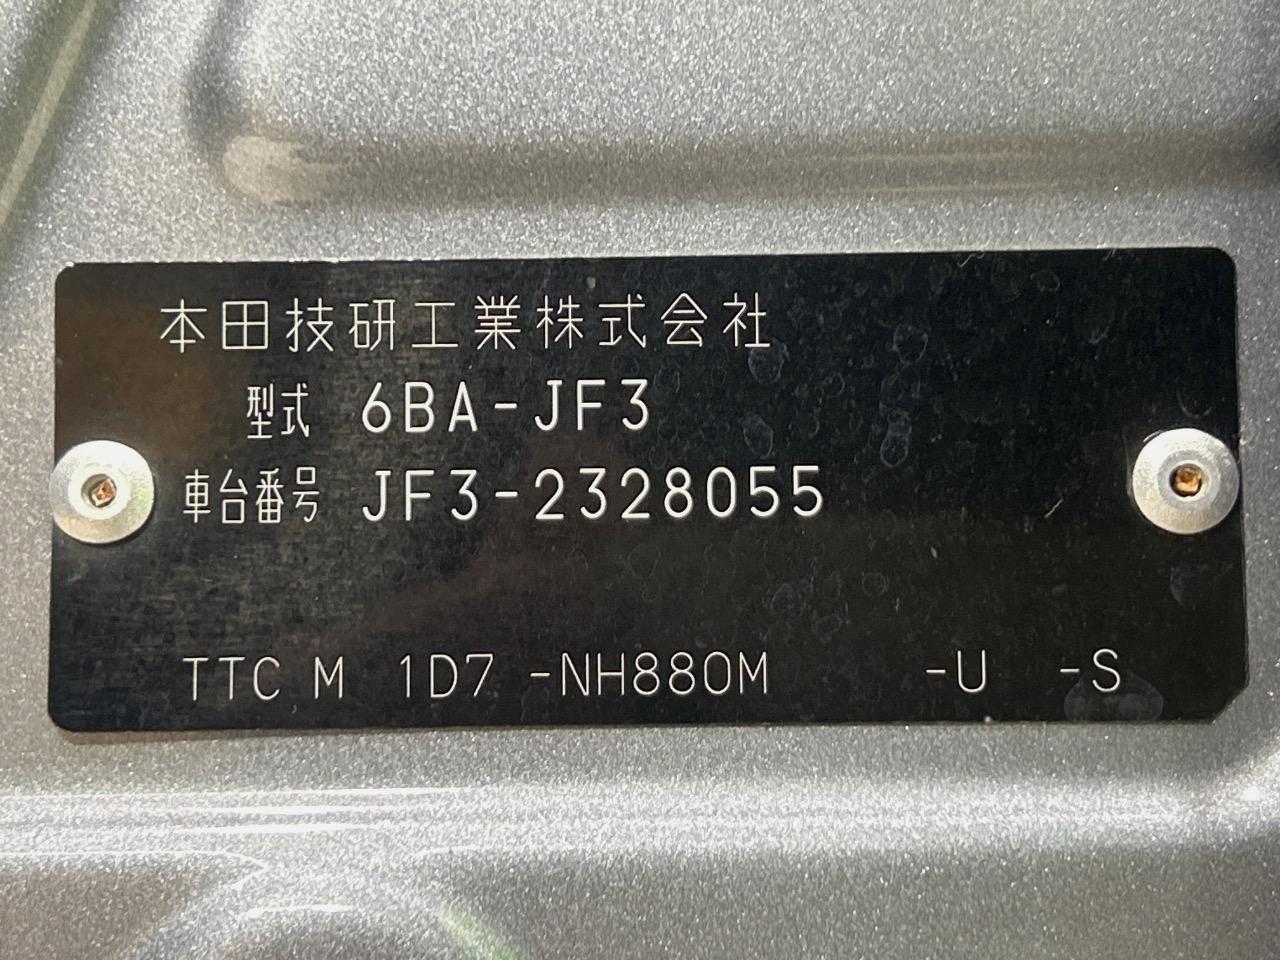 本田技研工業株式会社
型式 6BA-JF3
車台番号 JF3-2328055
TTC M 1D7 -NH880M -U -S